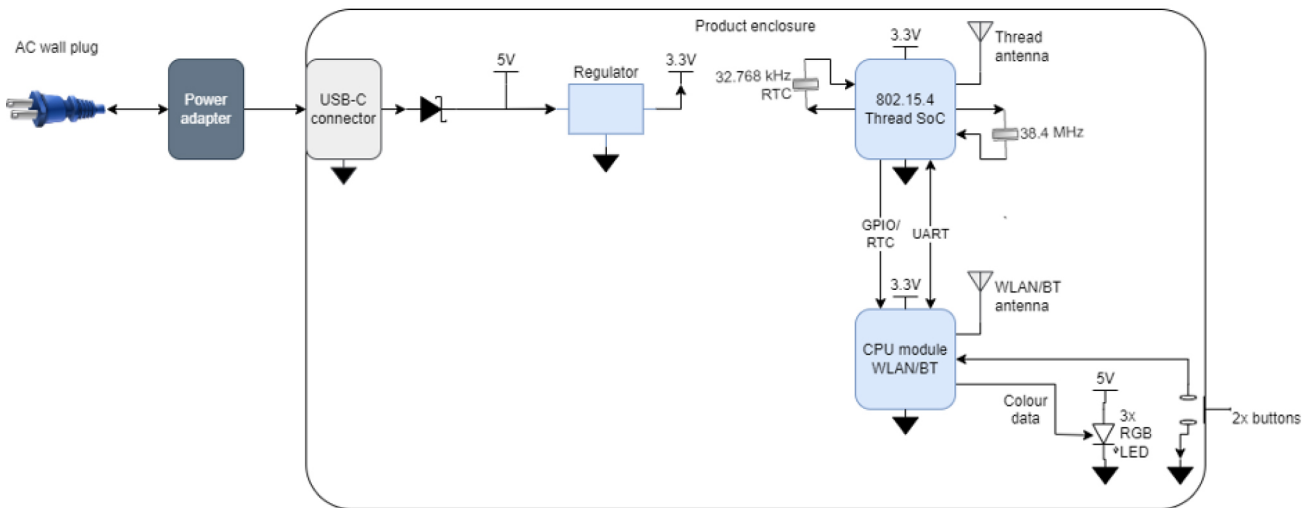 Product enclosure
AC wall plug
Power
adapter
USB-C
connector
5V
Regulator
3.3V
32.768 kHz
RTC
3.3V
802.15.4
Thread SoC
Thread
antenna
38.4 MHz
GPIO/
RTC
UART
3.3V
CPU module
WLAN/BT
WLAN/BT
antenna
Colour
data
5V
3x
RGB
LED
2x buttons